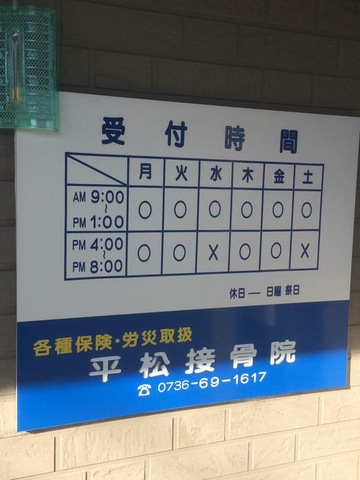 受付時間
月 火 水 木 金 土
AM 9:00 〜 PM 1:00 ○ ○ ○ ○ ○ ○
PM 4:00 〜 PM 8:00 ○ ○ X ○ ○ X
休日 ― 日曜 祭日
各種保険・労災取扱
平松接骨院
☎ 0736-69-1617